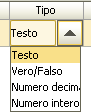 Tipo
Testo
Testo
Vero/Falso
Numero decima
Numero intero